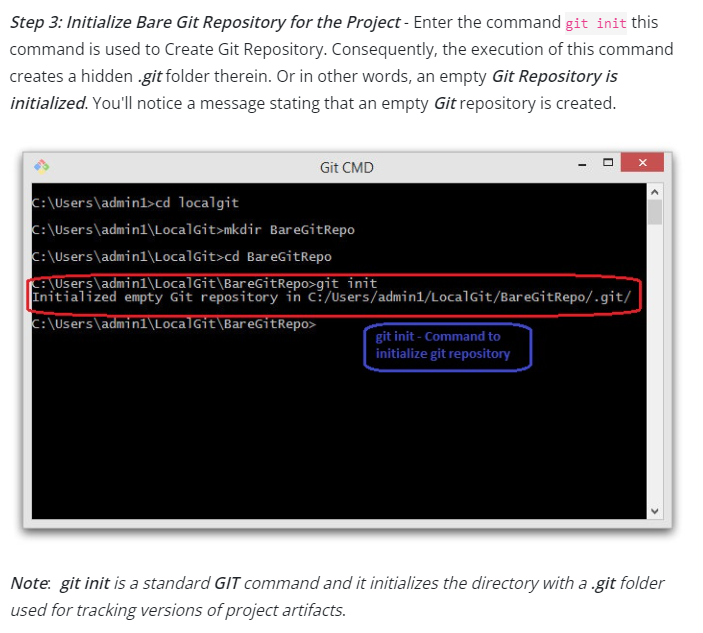 Step 3: Initialize Bare Git Repository for the Project - Enter the command git init this
command is used to Create Git Repository. Consequently, the execution of this command
creates a hidden .git folder therein. Or in other words, an empty Git Repository is
initialized. You'll notice a message stating that an empty Git repository is created.
Git CMD
C:\Users\admin1>cd localgit
C:\Users\admin1\LocalGit>mkdir BareGitRepo
C:\Users\admin1\LocalGit>cd BareGitRepo
C:\Users\admin1\LocalGit\BareGitRepo>git init
Initialized empty Git repository in C:/Users/admin1/LocalGit/BareGitRepo/.git/
C:\Users\admin1\LocalGit\BareGitRepo>
git init - Command to
initialize git repository
Note: git init is a standard GIT command and it initializes the directory with a .git folder
used for tracking versions of project artifacts.